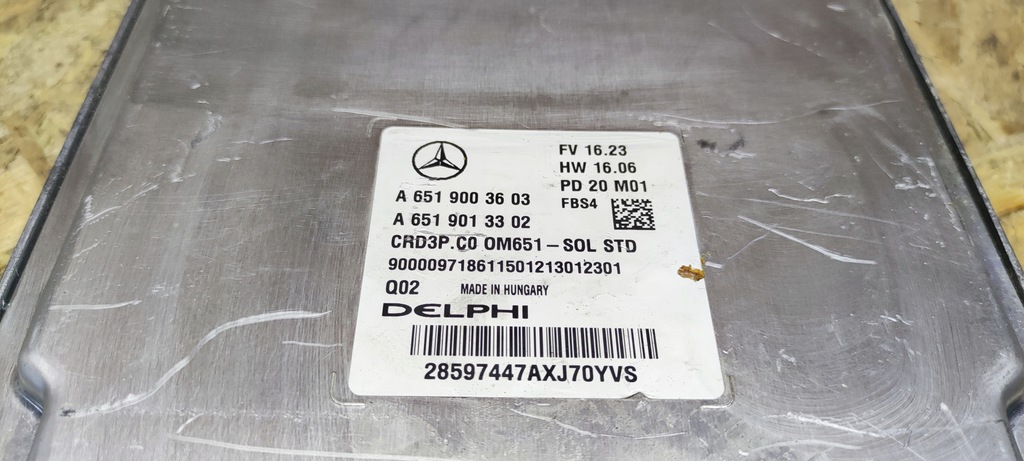 FV 16.23
HW 16.06
PD 20 M01
FBS4
A 651 900 36 03
A 651 901 33 02
CRD3P.C0 OM651-SOL STD
900009718611501213012301
Q02 MADE IN HUNGARY
DELPHI
28597447AXJ70YVS